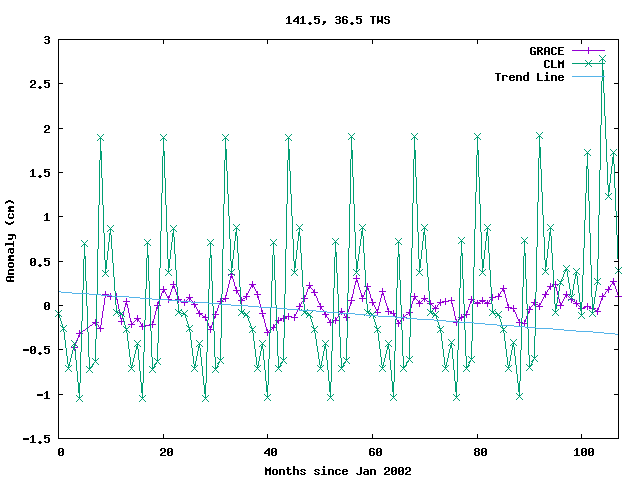 141.5, 36.5 TWS
GRACE
CLM
Trend Line
3
2.5
2
1.5
1
0.5
0
-0.5
-1
-1.5
Anomaly (cm)
0 20 40 60 80 100
Months since Jan 2002